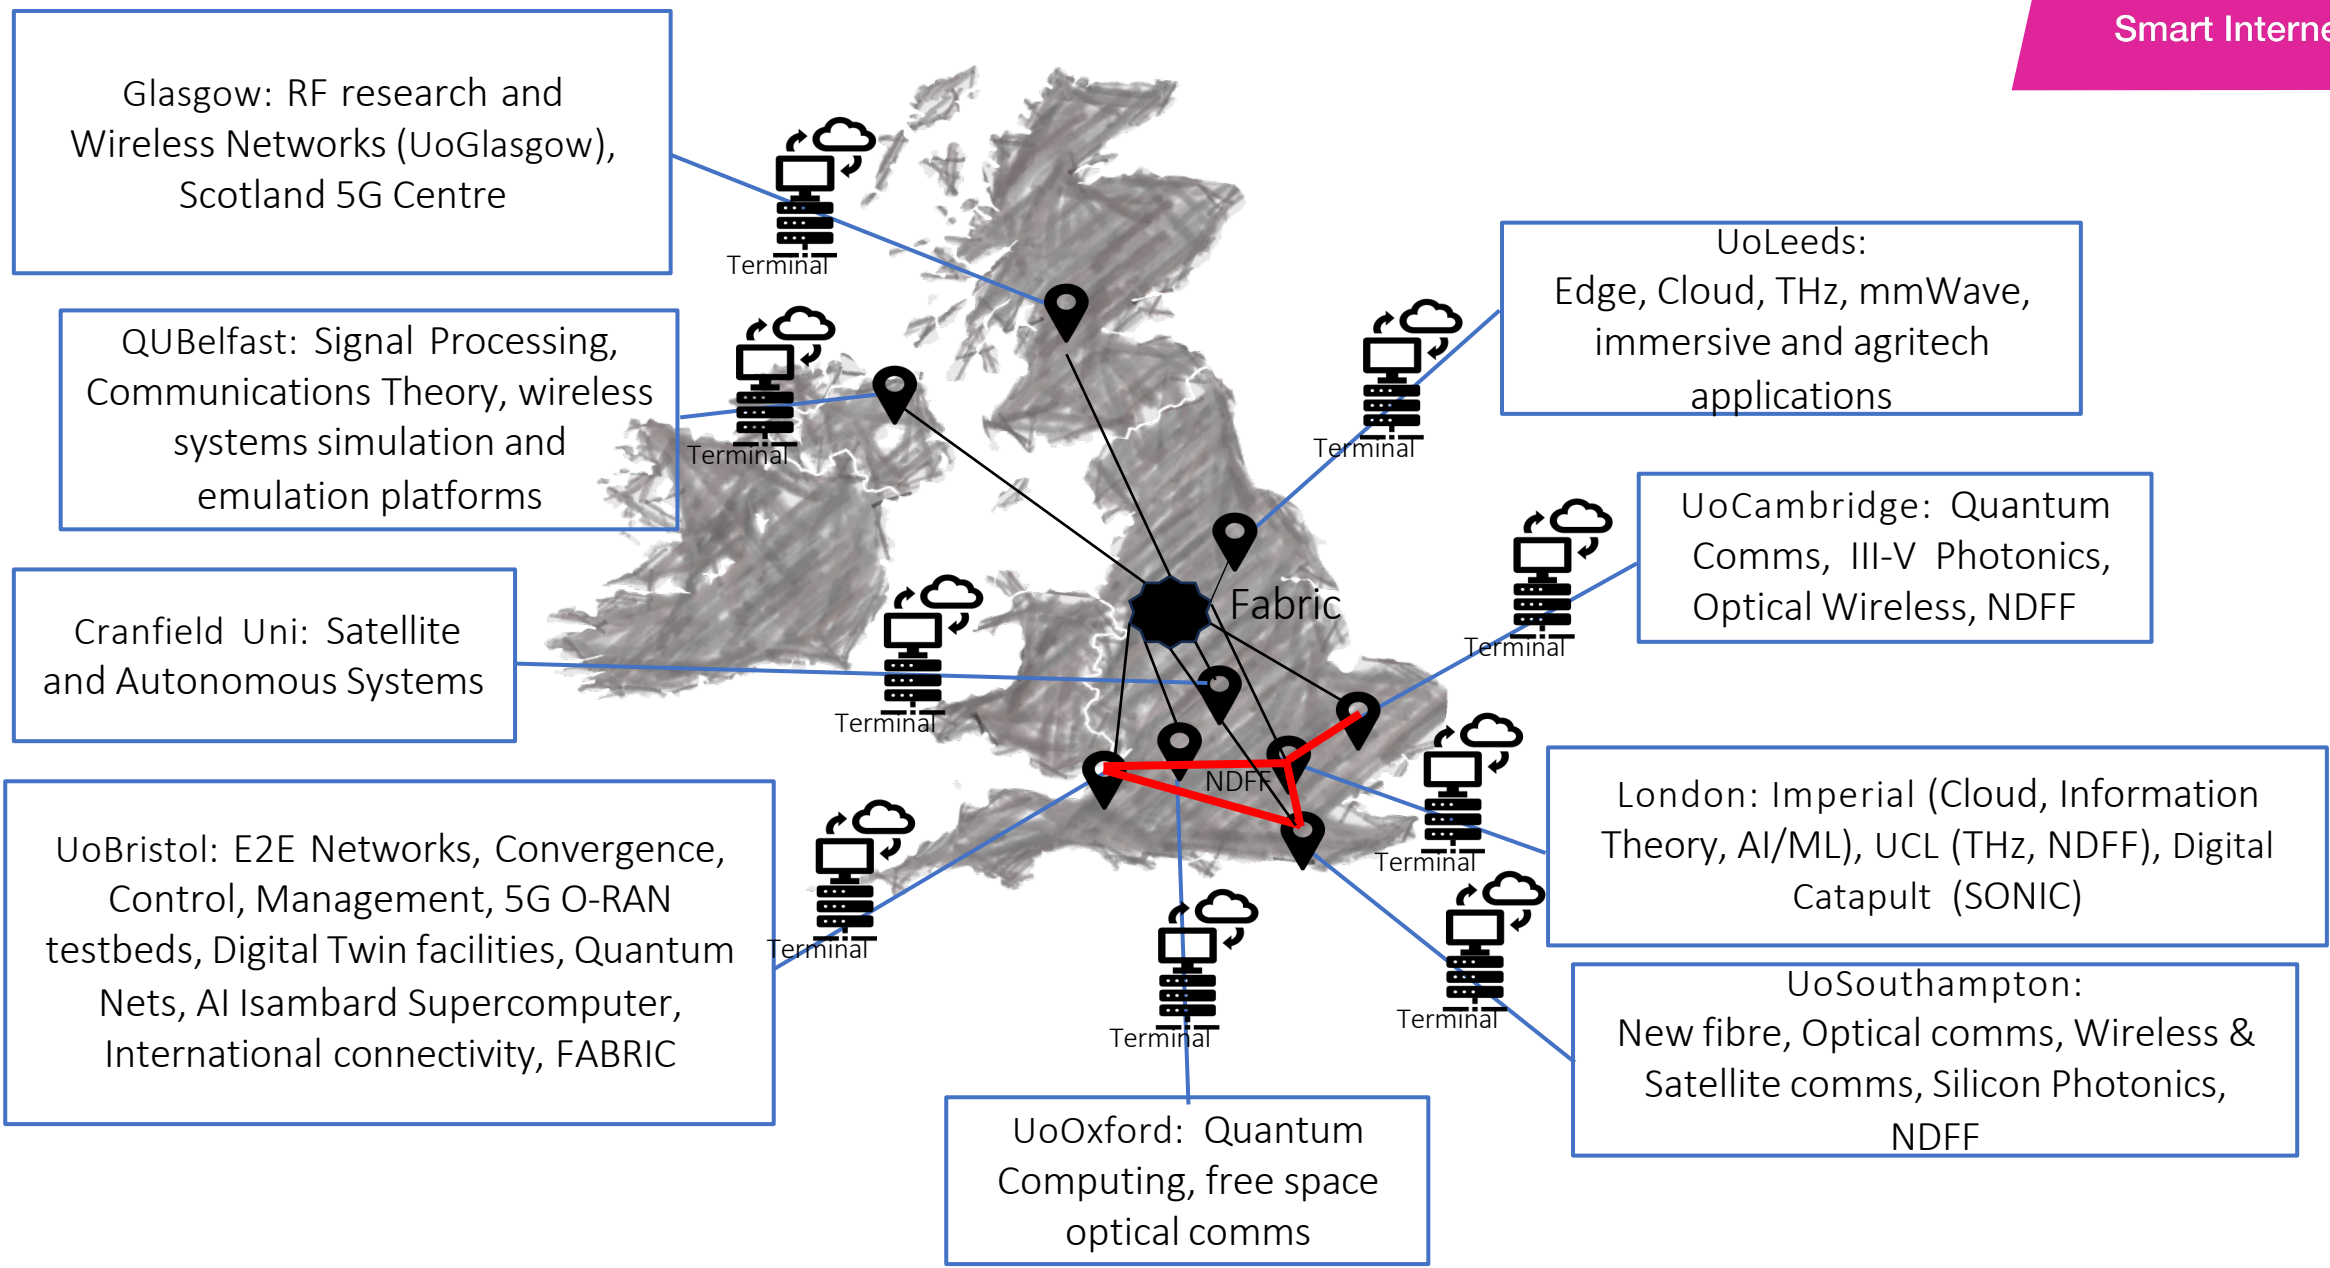 Smart Interne
Glasgow: RF research and
Wireless Networks (UoGlasgow),
Scotland 5G Centre
Terminal
QUBelfast: Signal Processing,
Communications Theory, wireless
systems simulation and
emulation platforms
Terminal
Cranfield Uni: Satellite
and Autonomous Systems
Terminal
UoBristol: E2E Networks, Convergence,
Control, Management, 5G O-RAN
testbeds, Digital Twin facilities, Quantum
Nets, AI Isambard Supercomputer,
International connectivity, FABRIC
Terminal
UoLeeds:
Edge, Cloud, THz, mmWave,
immersive and agritech
applications
Terminal
UoCambridge: Quantum
Comms, III-V Photonics,
Optical Wireless, NDFF
Terminal
Fabric
NDFF
London: Imperial (Cloud, Information
Theory, AI/ML), UCL (THz, NDFF), Digital
Catapult (SONIC)
Terminal
UoSouthampton:
New fibre, Optical comms, Wireless &
Satellite comms, Silicon Photonics,
NDFF
Terminal
UoOxford: Quantum
Computing, free space
optical comms
Terminal